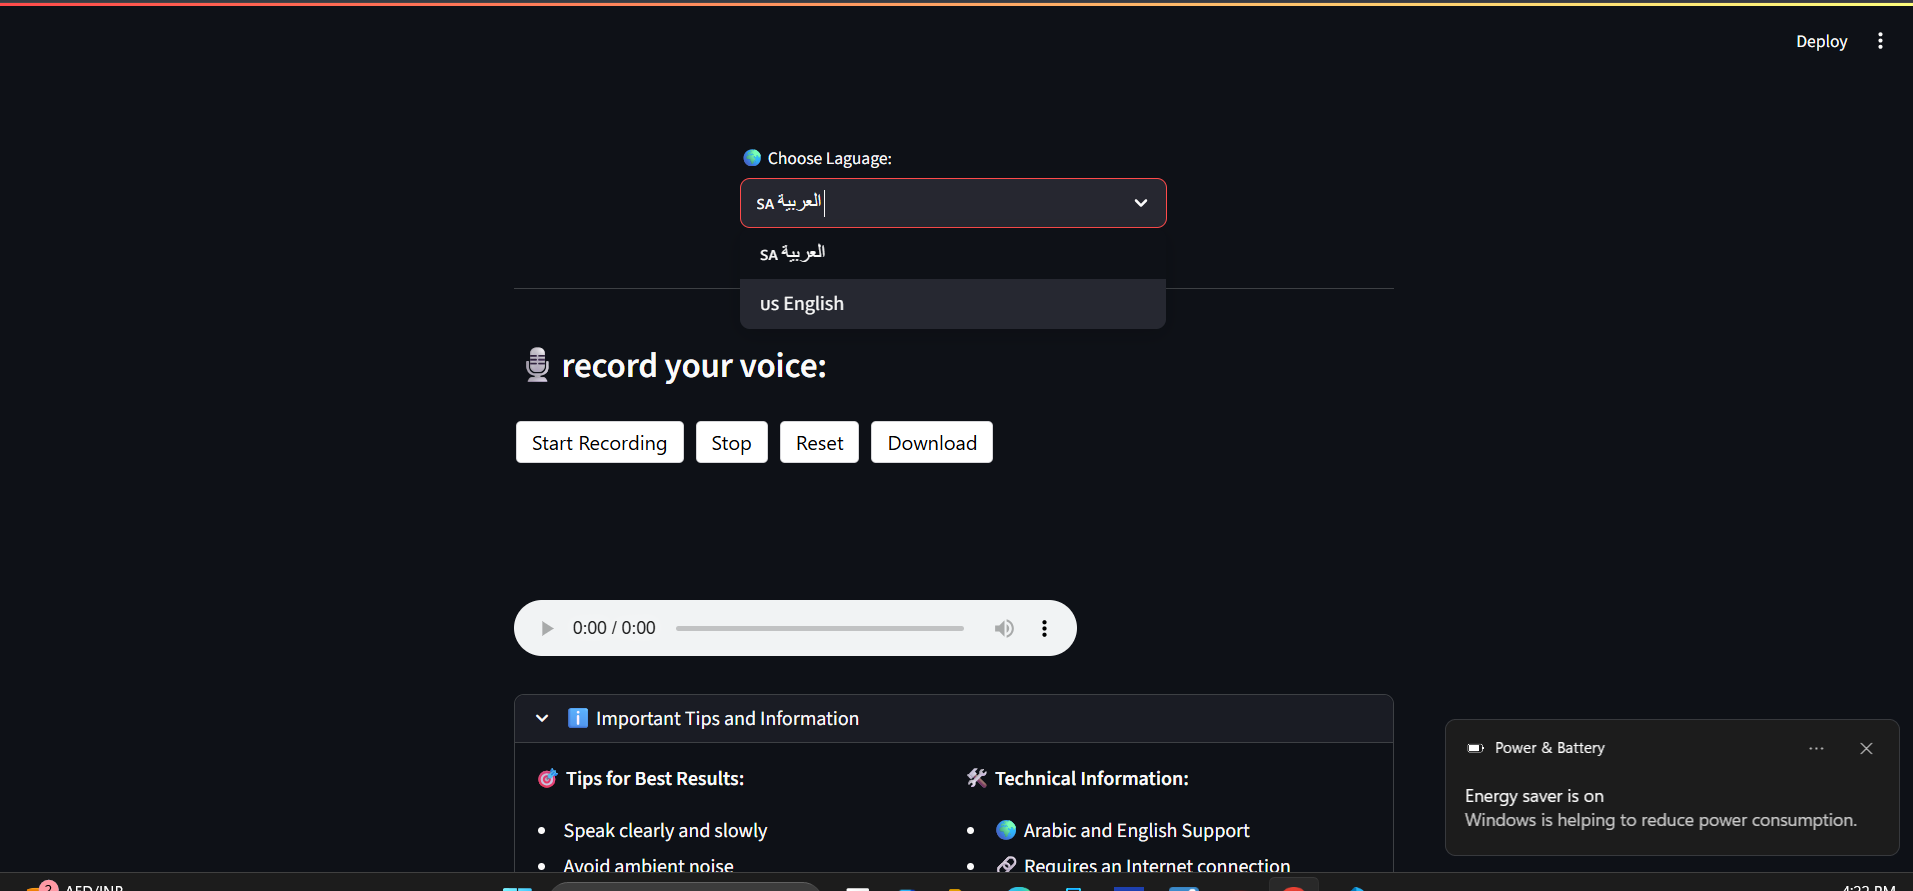 Deploy
Choose Laguage:
SA العربية
SA العربية
us English
record your voice:
Start Recording Stop Reset Download
0:00 / 0:00
Important Tips and Information
Tips for Best Results:
Speak clearly and slowly
Avoid ambient noise
Technical Information:
Arabic and English Support
Requires an Internet connection
Power & Battery
Energy saver is on
Windows is helping to reduce power consumption.
2
AED/INR
4:22 PM